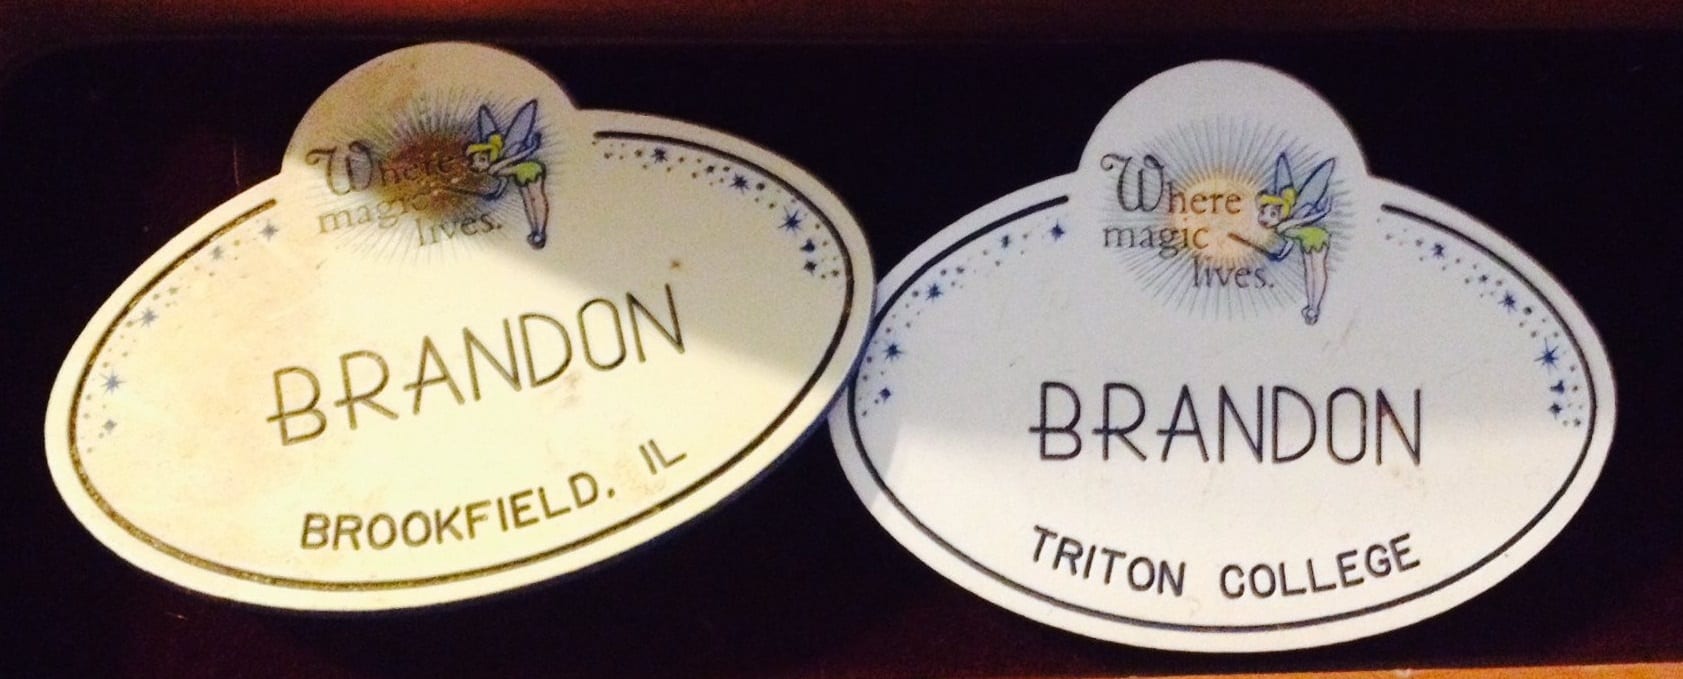 Where
magic
lives.
BRANDON
BROOKFIELD, IL
Where
magic
lives.
BRANDON
TRITON COLLEGE